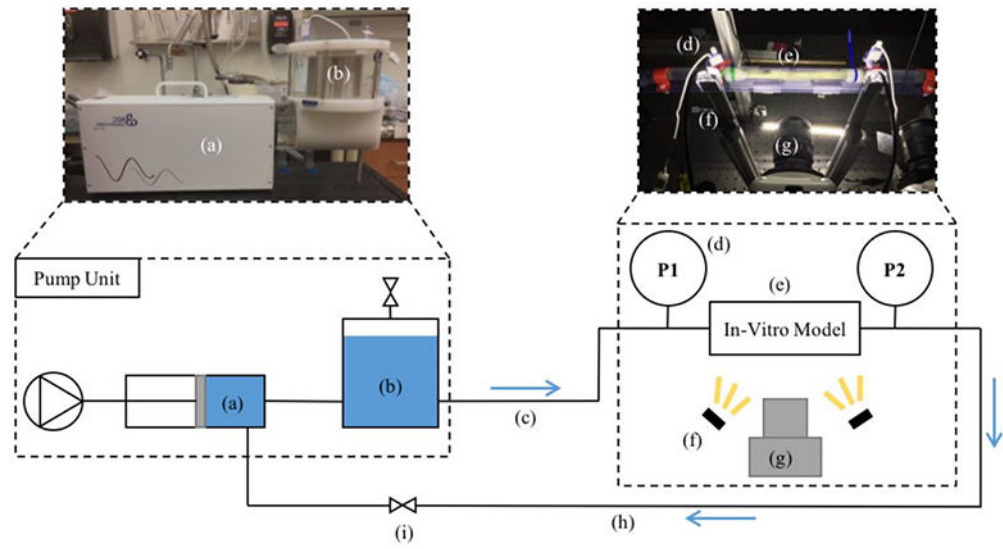 (b)
(a)
(d)
(e)
(f)
(g)
Pump Unit
(d)
P1
P2
(e)
In-Vitro Model
(a)
(b)
(c)
(f)
(g)
(h)
(i)